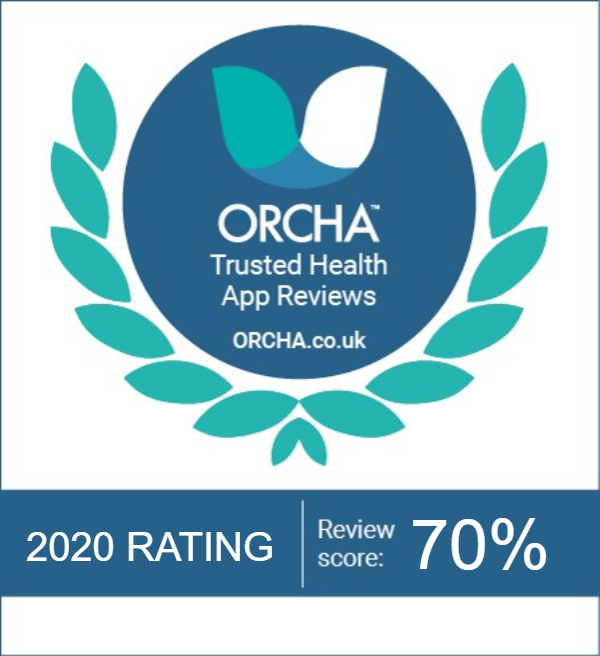 ORCHA™
Trusted Health
App Reviews
ORCHA.co.uk
2020 RATING
Review
score:
70%